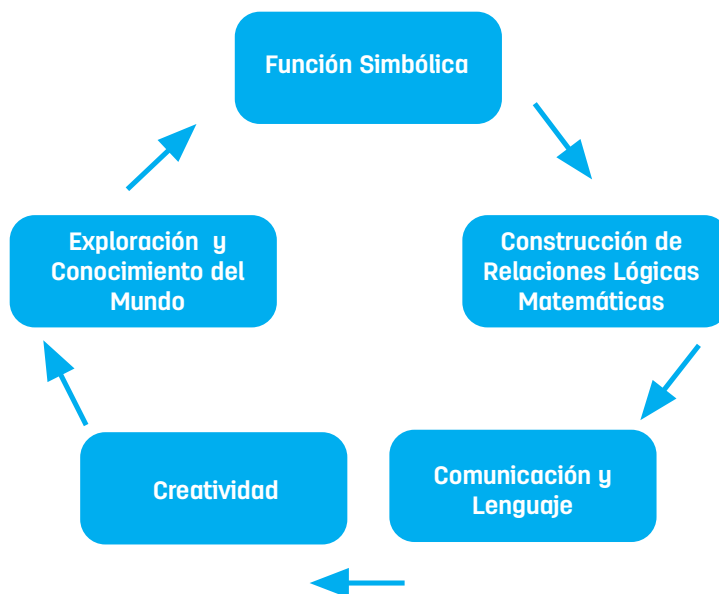 Función Simbólica
Construcción de
Relaciones Lógicas
Matemáticas
Comunicación y
Lenguaje
Creatividad
Exploración y
Conocimiento del
Mundo